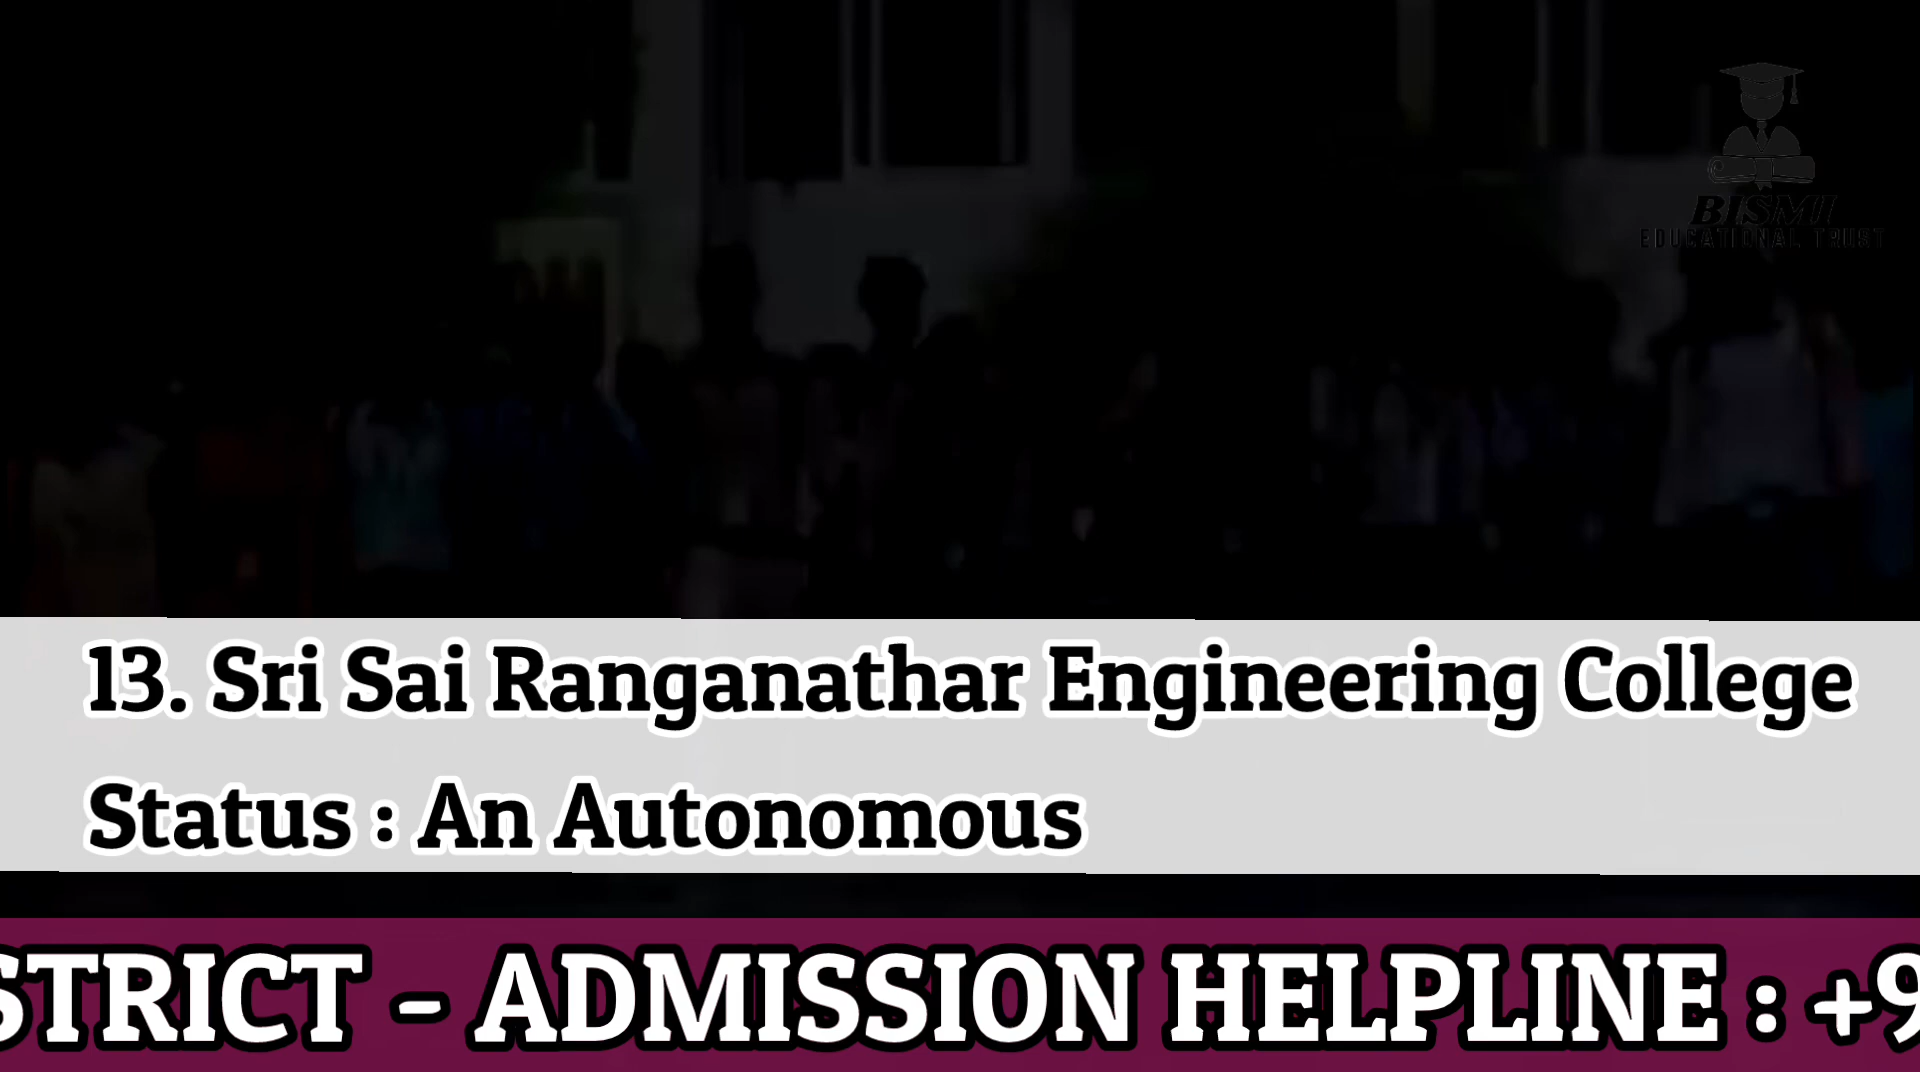 BISMI
EDUCATIONAL TRUST
13. Sri Sai Ranganathar Engineering College
Status : An Autonomous
STRICT - ADMISSION HELPLINE : +9